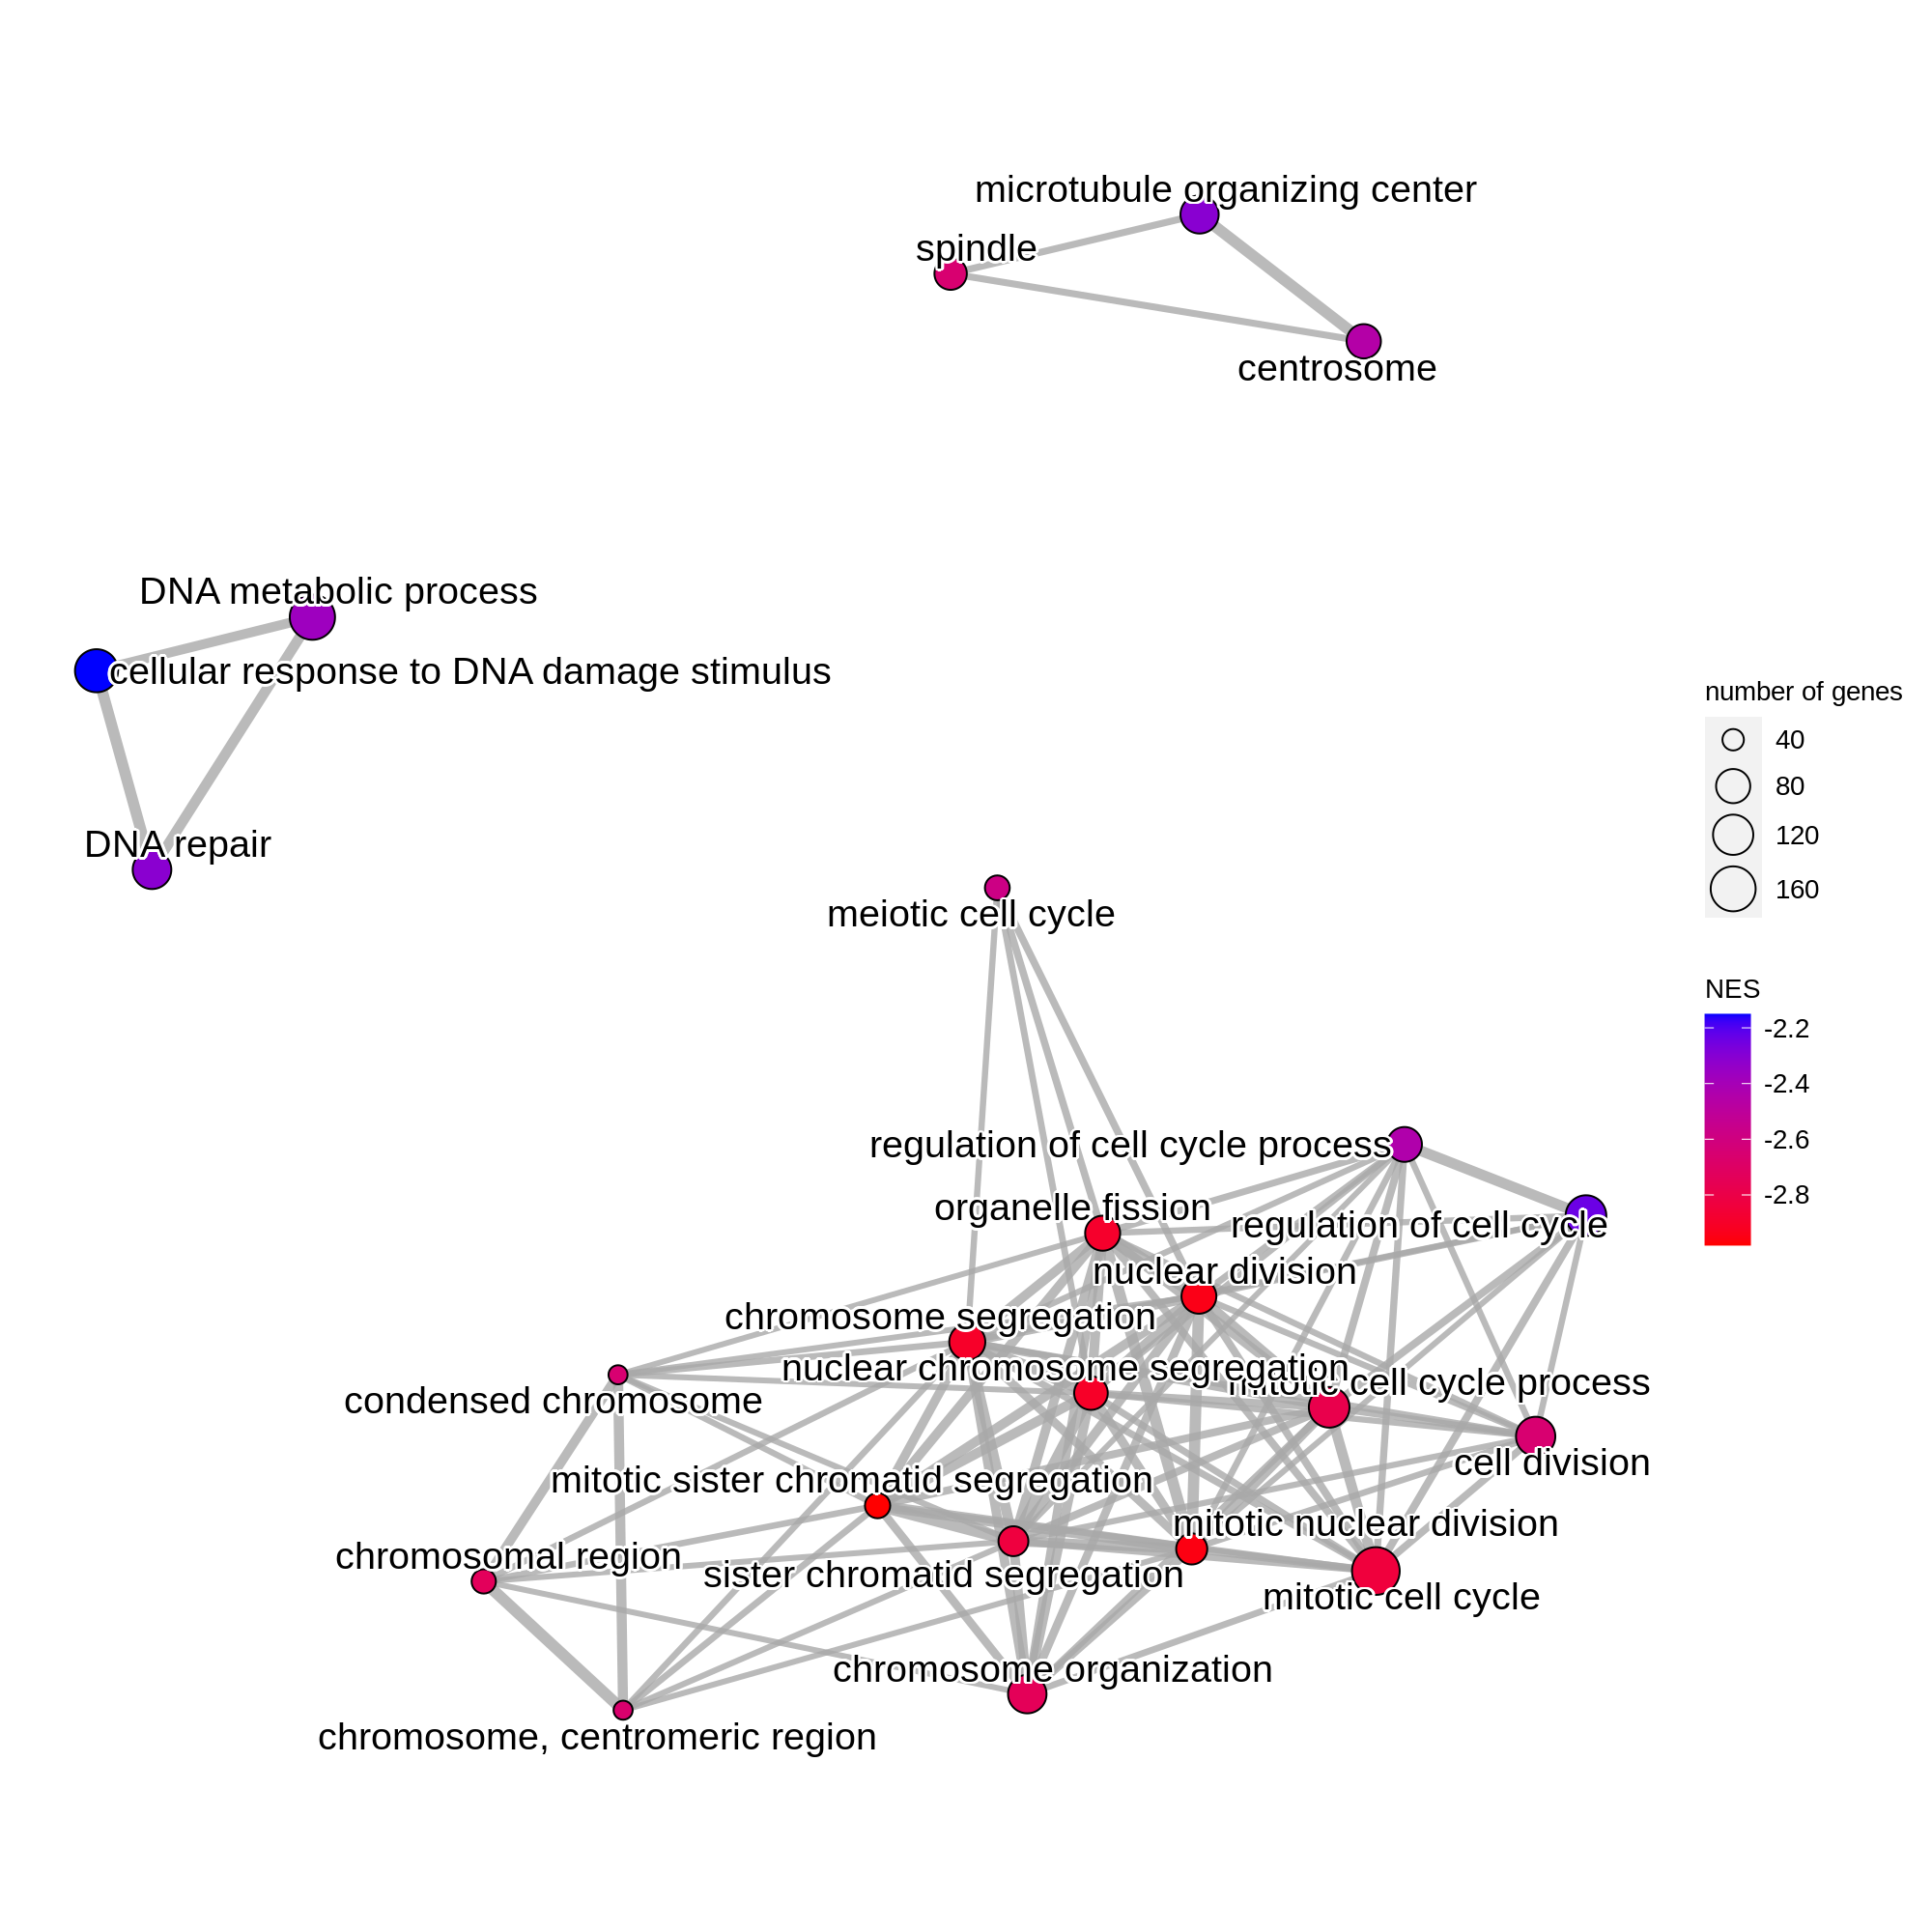 microtubule organizing center
spindle
centrosome
DNA metabolic process
cellular response to DNA damage stimulus
number of genes
40
80
120
DNA repair
160
meiotic cell cycle
NES
-2.2
-2.4
-2.6
-2.8
regulation of cell cycle process
organelle fission
regulation of cell cycle
nuclear division
chromosome segregation
nuclear chromosome segregation
mitotic cell cycle process
condensed chromosome
cell division
mitotic sister chromatid segregation
mitotic nuclear division
chromosomal region
sister chromatid segregation
mitotic cell cycle
chromosome organization
chromosome, centromeric region